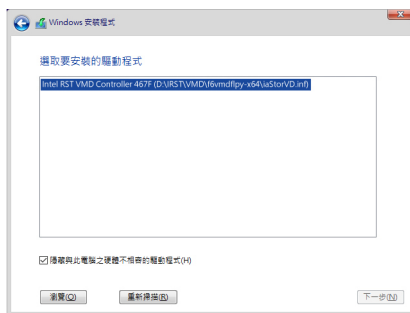 Windows 安裝程式
選取要安裝的驅動程式
Intel RST VMD Controller 467F (D:\IRST\VMD\f6vmdflpy-x64\iaStorVD.inf)
隱藏與此電腦之硬體不相容的驅動程式(H)
瀏覽(O)
重新掃描(R)
下一步(N)